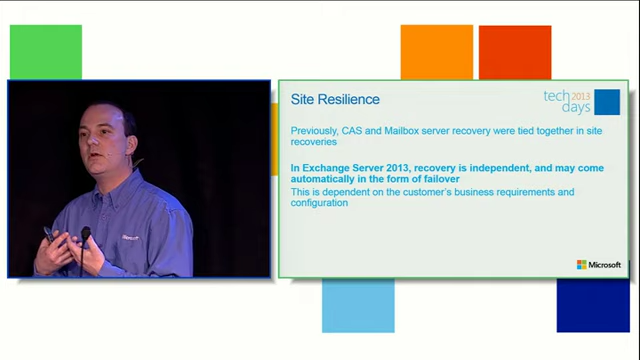 Site Resilience
tech 2013
days
Previously, CAS and Mailbox server recovery were tied together in site
recoveries
In Exchange Server 2013, recovery is independent, and may come
automatically in the form of failover
This is dependent on the customer's business requirements and
configuration
Microsoft